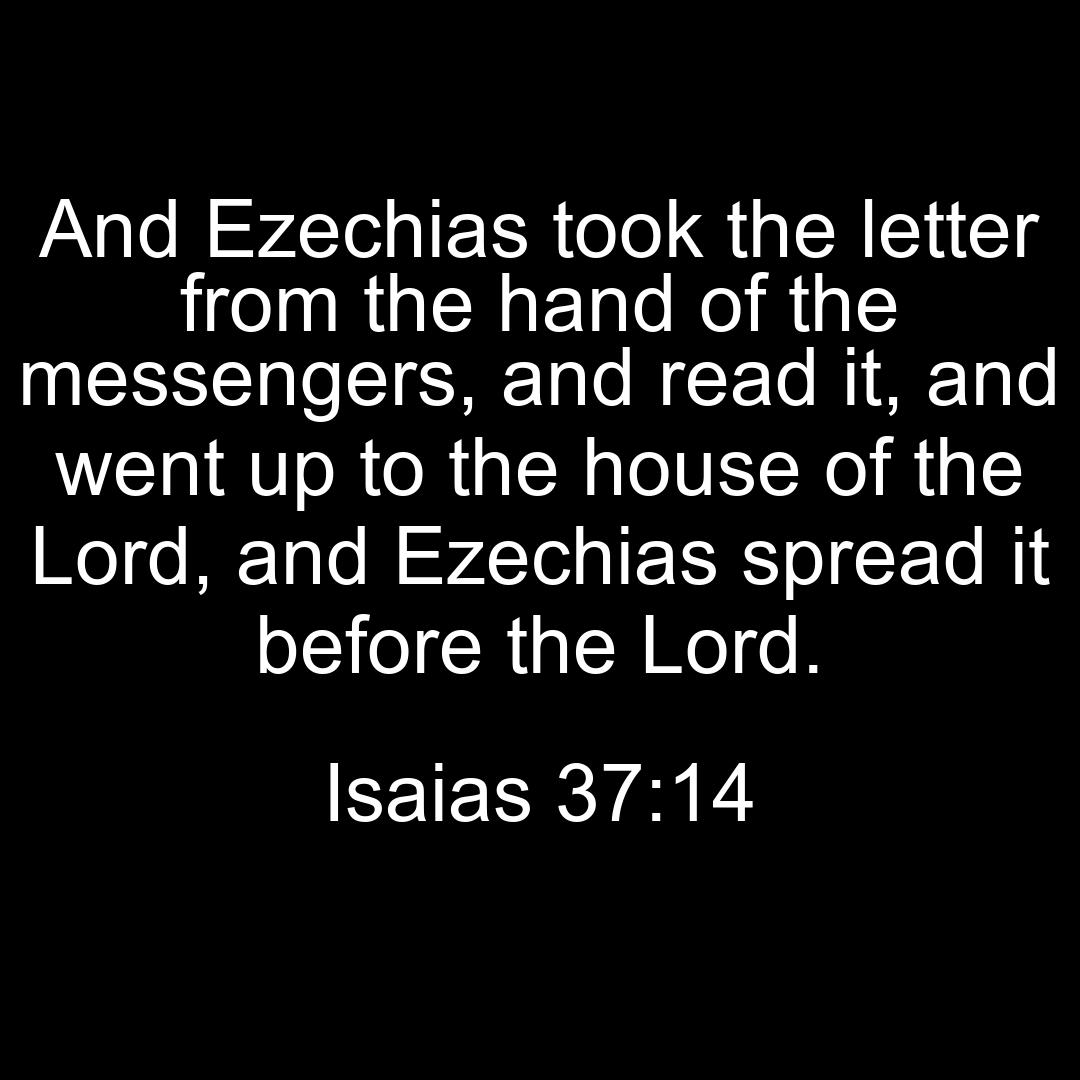 And Ezechias took the letter
from the hand of the
messengers, and read it, and
went up to the house of the
Lord, and Ezechias spread it
before the Lord.
Isaias 37:14